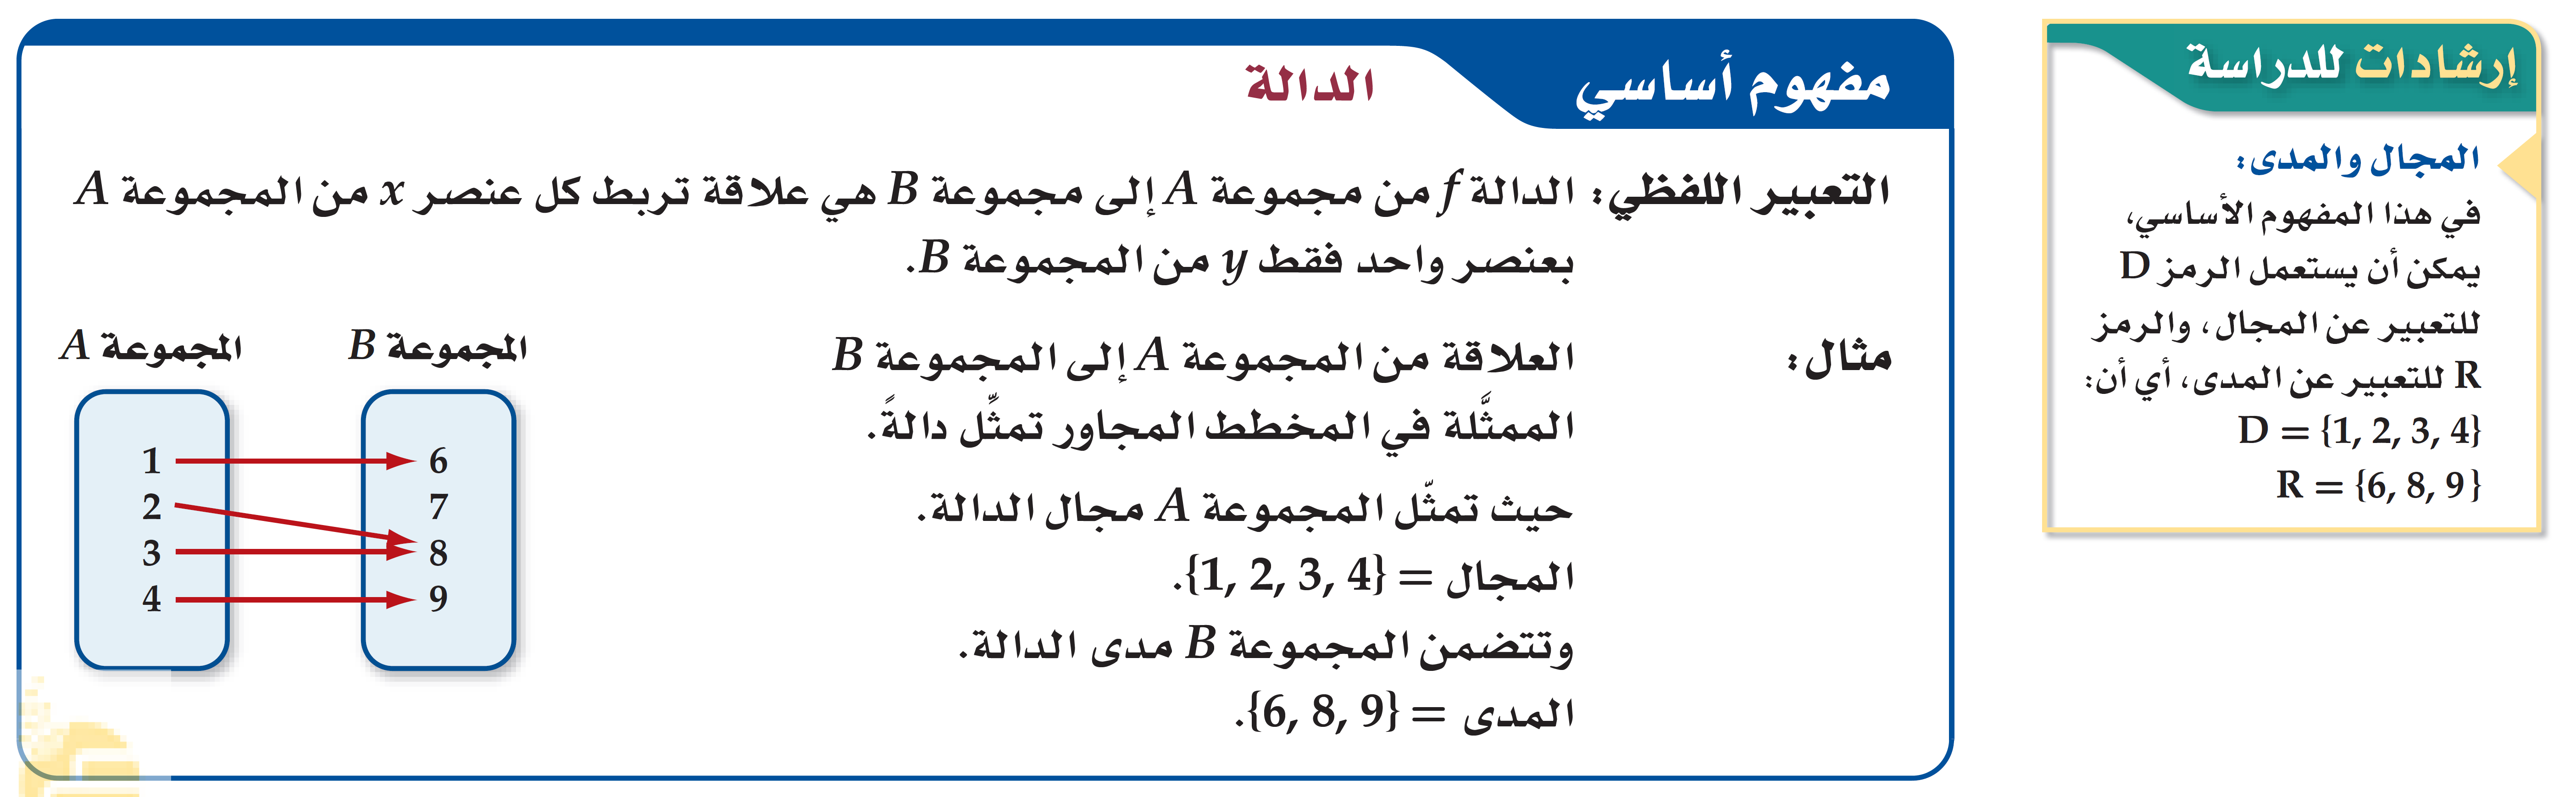 مفهوم أساسي
الدالة
التعبير اللفظي: الدالة f من مجموعة A إلى مجموعة B هي علاقة تربط كل عنصر x من المجموعة A
بعنصر واحد فقط y من المجموعة B.
مثال: العلاقة من المجموعة A إلى المجموعة B
الممثَّلة في المخطط المجاور تمثِّل دالةً.
حيث تمثّل المجموعة A مجال الدالة.
المجال = {1, 2, 3, 4}.
وتتضمن المجموعة B مدى الدالة.
المدى = {6, 8, 9}.
المجموعة A
1
2
3
4
المجموعة B
6
7
8
9
إرشادات للدراسة
المجال والمدى:
في هذا المفهوم الأساسي،
يمكن أن يستعمل الرمز D
للتعبير عن المجال، والرمز
R للتعبير عن المدى، أي أن:
D = {1, 2, 3, 4}
R = {6, 8, 9}